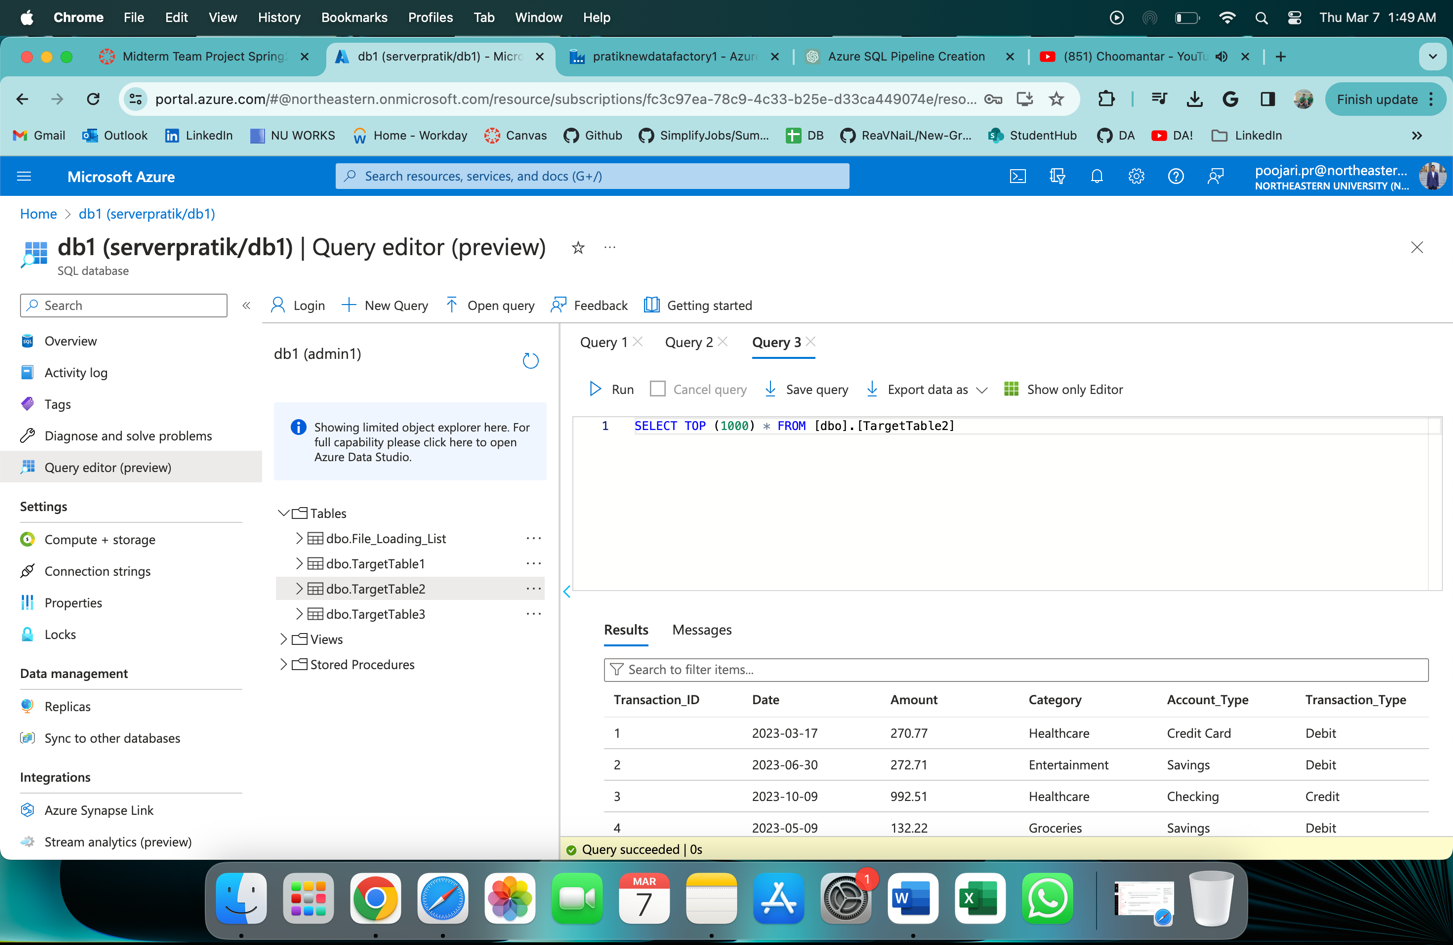 Chrome File Edit View History Bookmarks Profiles Tab Window Help Thu Mar 7 1:49 AM
Midterm Team Project Spring db1 (serverpratik/db1) - Micro pratiknewdatafactory1 - Azur Azure SQL Pipeline Creation (851) Choomantar - YouTu
portal.azure.com/#@northeastern.onmicrosoft.com/resource/subscriptions/fc3c97ea-78c9-4c33-b25e-d33ca449074e/reso... Finish update
Gmail Outlook LinkedIn NU WORKS Home - Workday Canvas Github SimplifyJobs/Sum... DB ReaVNaiL/New-Gr... StudentHub DA DA! LinkedIn
Microsoft Azure
Search resources, services, and docs (G+/)
poojari.pr@northeaster...
NORTHEASTERN UNIVERSITY (N...
Home > db1 (serverpratik/db1)
db1 (serverpratik/db1) | Query editor (preview)
SQL database
Search
Login New Query Open query Feedback Getting started
Overview
Activity log
Tags
Diagnose and solve problems
Query editor (preview)
Settings
Compute + storage
Connection strings
Properties
Locks
Data management
Replicas
Sync to other databases
Integrations
Azure Synapse Link
Stream analytics (preview)
db1 (admin1)
Showing limited object explorer here. For
full capability please click here to open
Azure Data Studio.
Tables
dbo.File_Loading_List
dbo.TargetTable1
dbo.TargetTable2
dbo.TargetTable3
Views
Stored Procedures
Query 1 Query 2 Query 3
Run Cancel query Save query Export data as Show only Editor
1 SELECT TOP (1000) * FROM [dbo].[TargetTable2]
Results Messages
Search to filter items...
Transaction_ID Date Amount Category Account_Type Transaction_Type
1 2023-03-17 270.77 Healthcare Credit Card Debit
2 2023-06-30 272.71 Entertainment Savings Debit
3 2023-10-09 992.51 Healthcare Checking Credit
4 2023-05-09 132.22 Groceries Savings Debit
Query succeeded | 0s
MAR
7
1
W
X